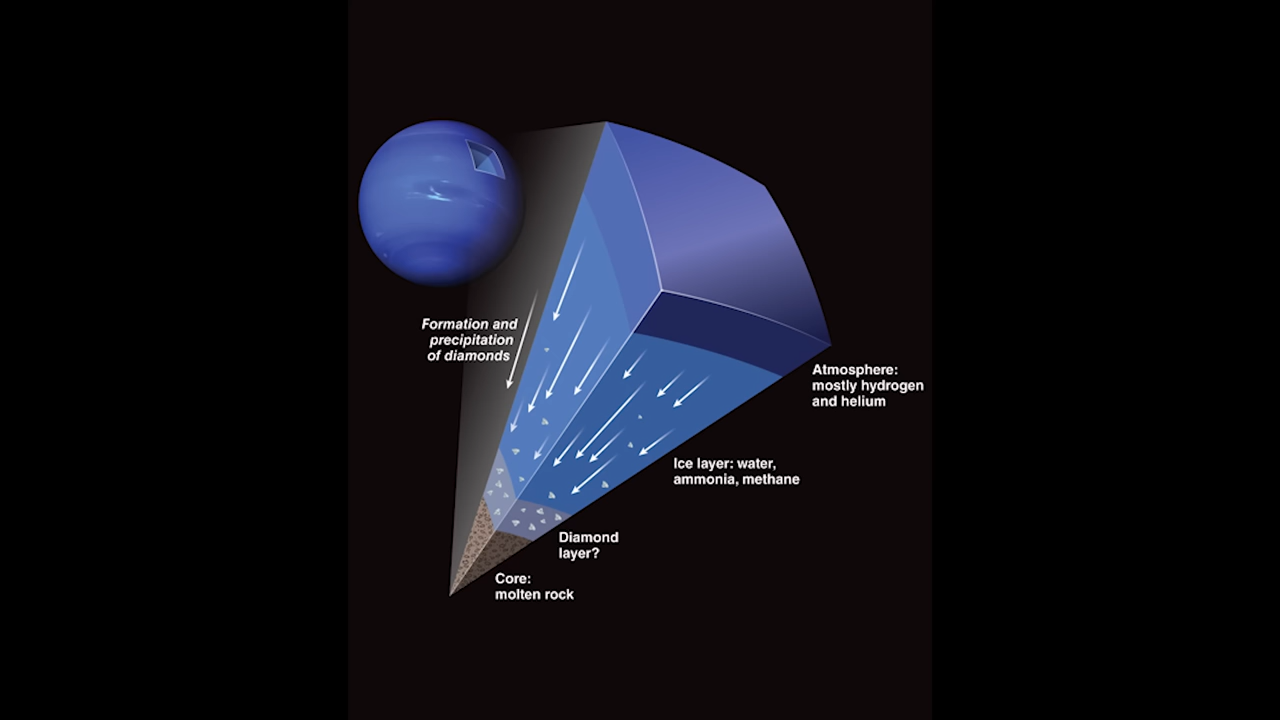 Formation and
precipitation
of diamonds
Atmosphere:
mostly hydrogen
and helium
Ice layer: water,
ammonia, methane
Diamond
layer?
Core:
molten rock